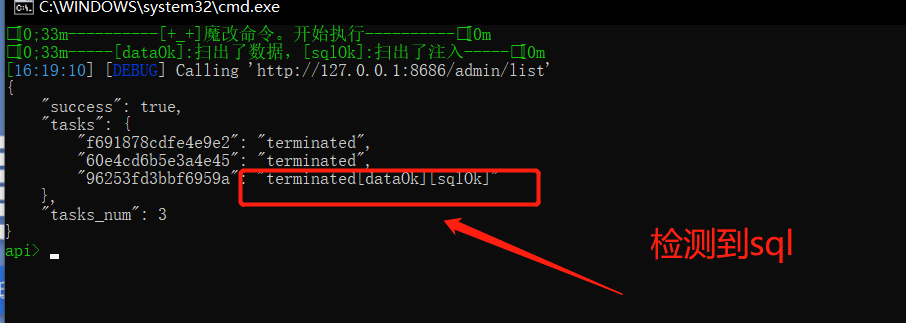 C:\WINDOWS\system32\cmd.exe
[0;33m----------[+_+]魔改命令。开始执行----------[0m
[0;33m-----[dataOk]:扫出了数据, [sqlOk]:扫出了注入-----[0m
[16:19:10] [DEBUG] Calling 'http://127.0.0.1:8686/admin/list'
{
"success": true,
"tasks": {
"f691878cdfe4e9e2": "terminated",
"60e4cd6b5e3a4e45": "terminated",
"96253fd3bbf6959a": "terminated[dataOk][sqlOk]"
},
"tasks_num": 3
}
api>
检测到sql